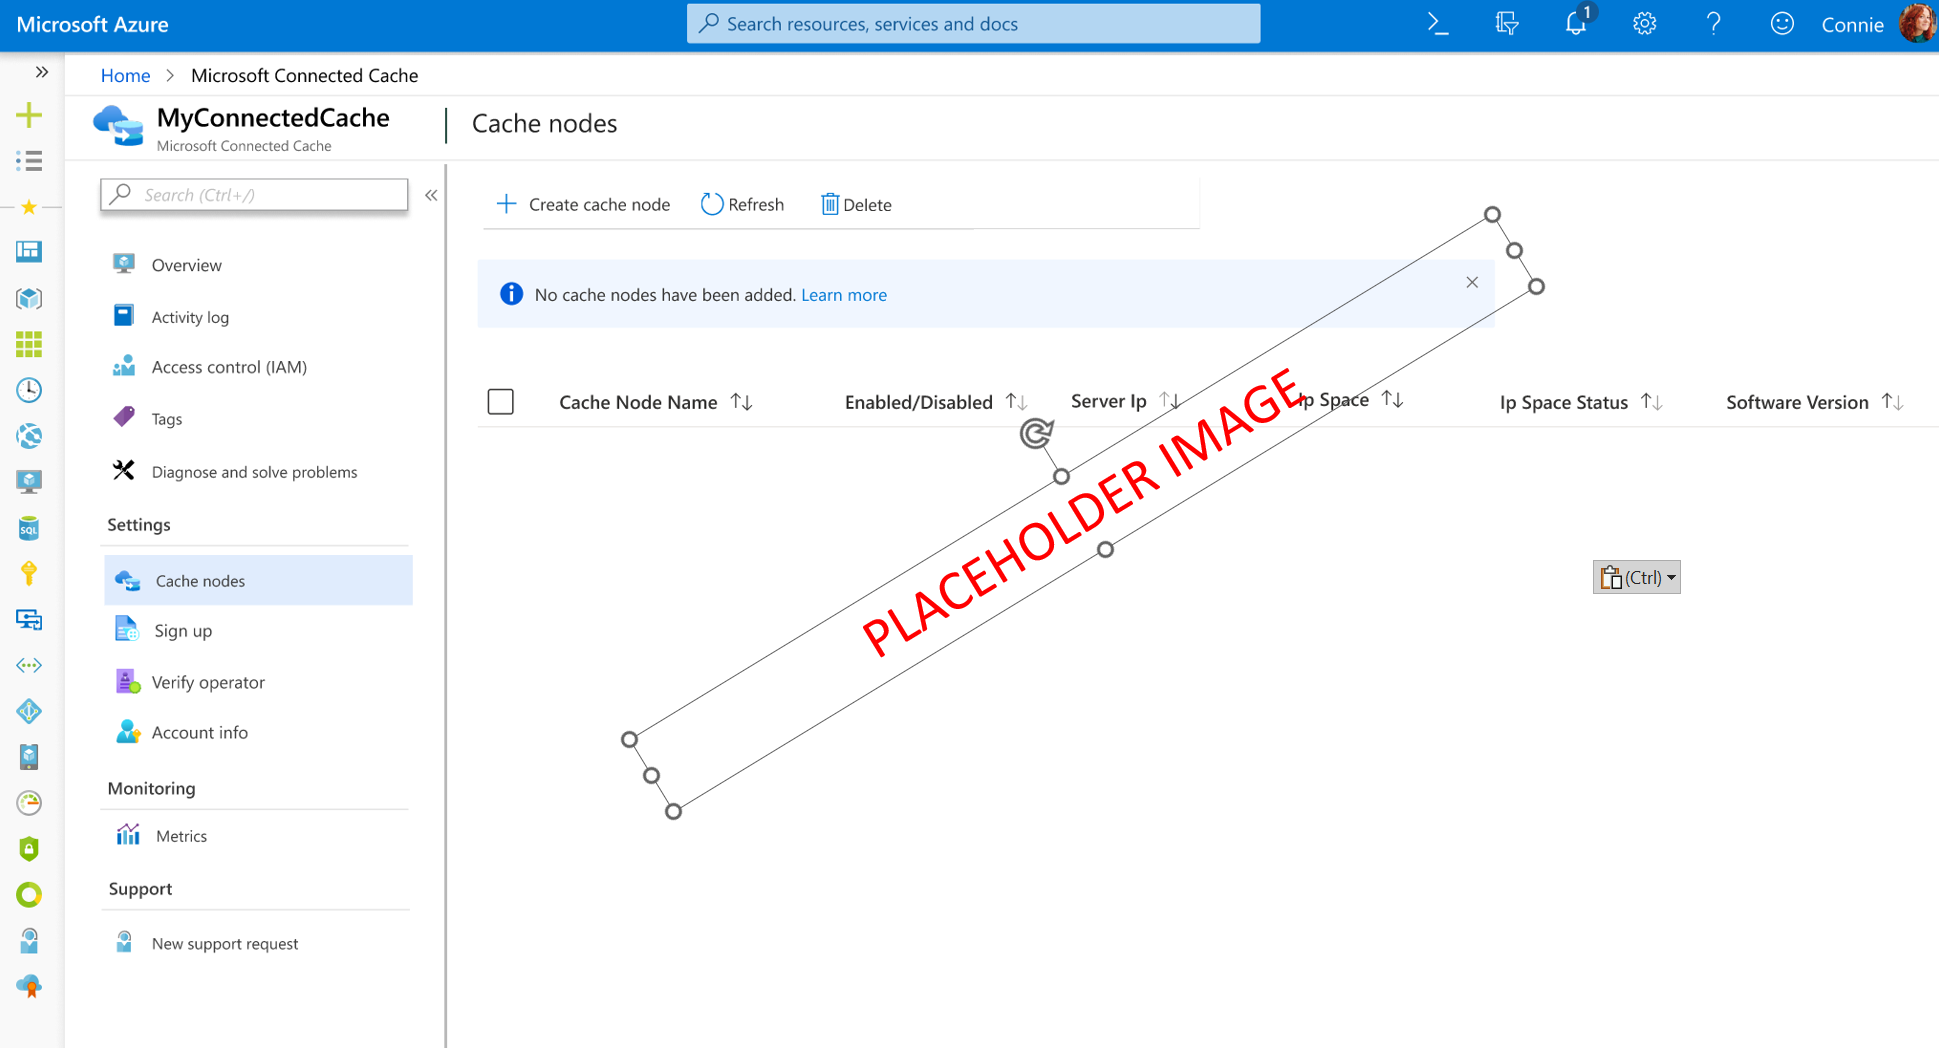 Microsoft Azure
Search resources, services and docs
1
Connie
Home > Microsoft Connected Cache
MyConnectedCache
Microsoft Connected Cache
Cache nodes
Search (Ctrl+/)
Create cache node
Refresh
Delete
No cache nodes have been added. Learn more
Cache Node Name
Enabled/Disabled
Server Ip
Ip Space
Ip Space Status
Software Version
PLACEHOLDER IMAGE
(Ctrl)
Overview
Activity log
Access control (IAM)
Tags
Diagnose and solve problems
Settings
Cache nodes
Sign up
Verify operator
Account info
Monitoring
Metrics
Support
New support request
SQL